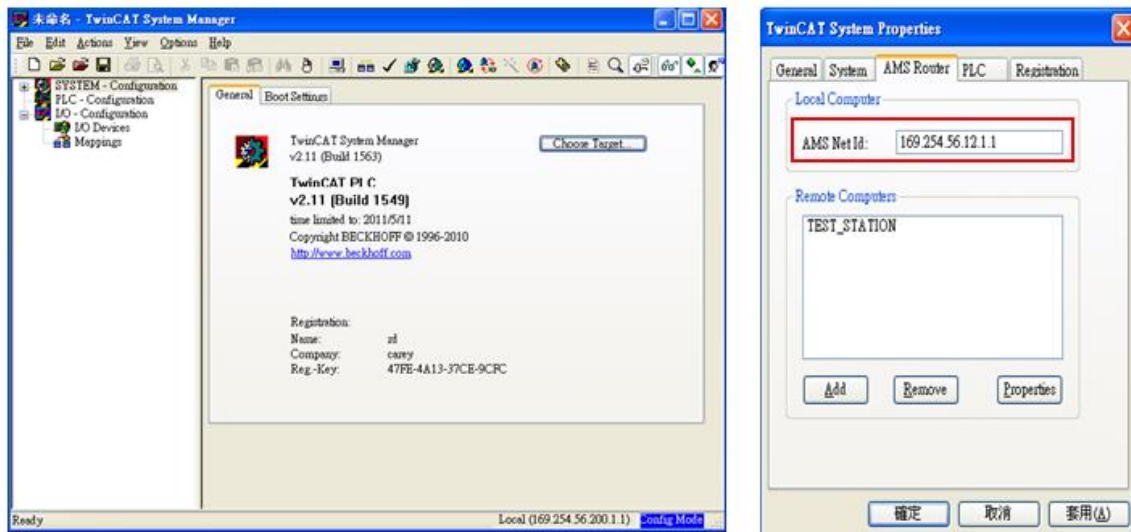 未命名 - TwinCAT System Manager
File Edit Actions View Options Help
SYSTEM - Configuration
PLC - Configuration
I/O - Configuration
I/O Devices
Mappings
General Boot Settings
TwinCAT System Manager
v2.11 (Build 1563)
Choose Target...
TwinCAT PLC
v2.11 (Build 1549)
time limited to: 2011/5/11
Copyright BECKHOFF © 1996-2010
http://www.beckhoff.com
Registration:
Name: rd
Company: carey
Reg.-Key: 47FE-4A13-37CE-9CFC
Ready Local (169.254.56.200.1.1) Config Mode
TwinCAT System Properties
General System AMS Router PLC Registration
Local Computer
AMS Net Id: 169.254.56.12.1.1
Remote Computers
TEST_STATION
Add Remove Properties
確定 取消 套用(A)